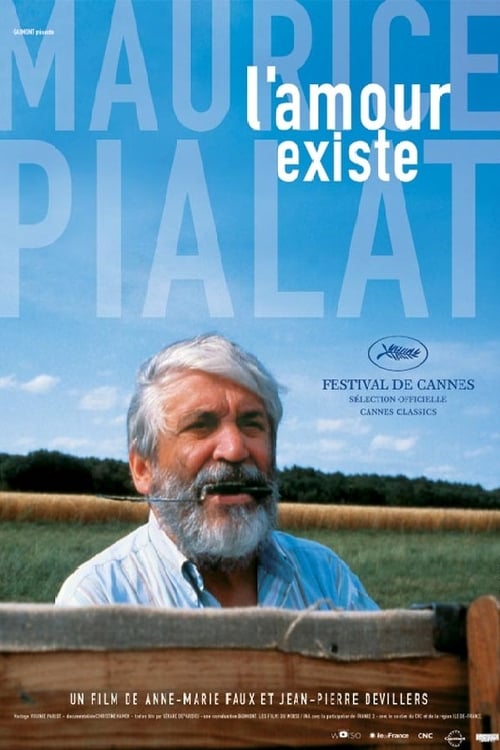 GAUMONT présente
MAURICE
PIALAT
l'amour
existe
FESTIVAL DE CANNES
SÉLECTION OFFICIELLE
CANNES CLASSICS
UN FILM DE ANNE-MARIE FAUX ET JEAN-PIERRE DEVILLERS
CNC